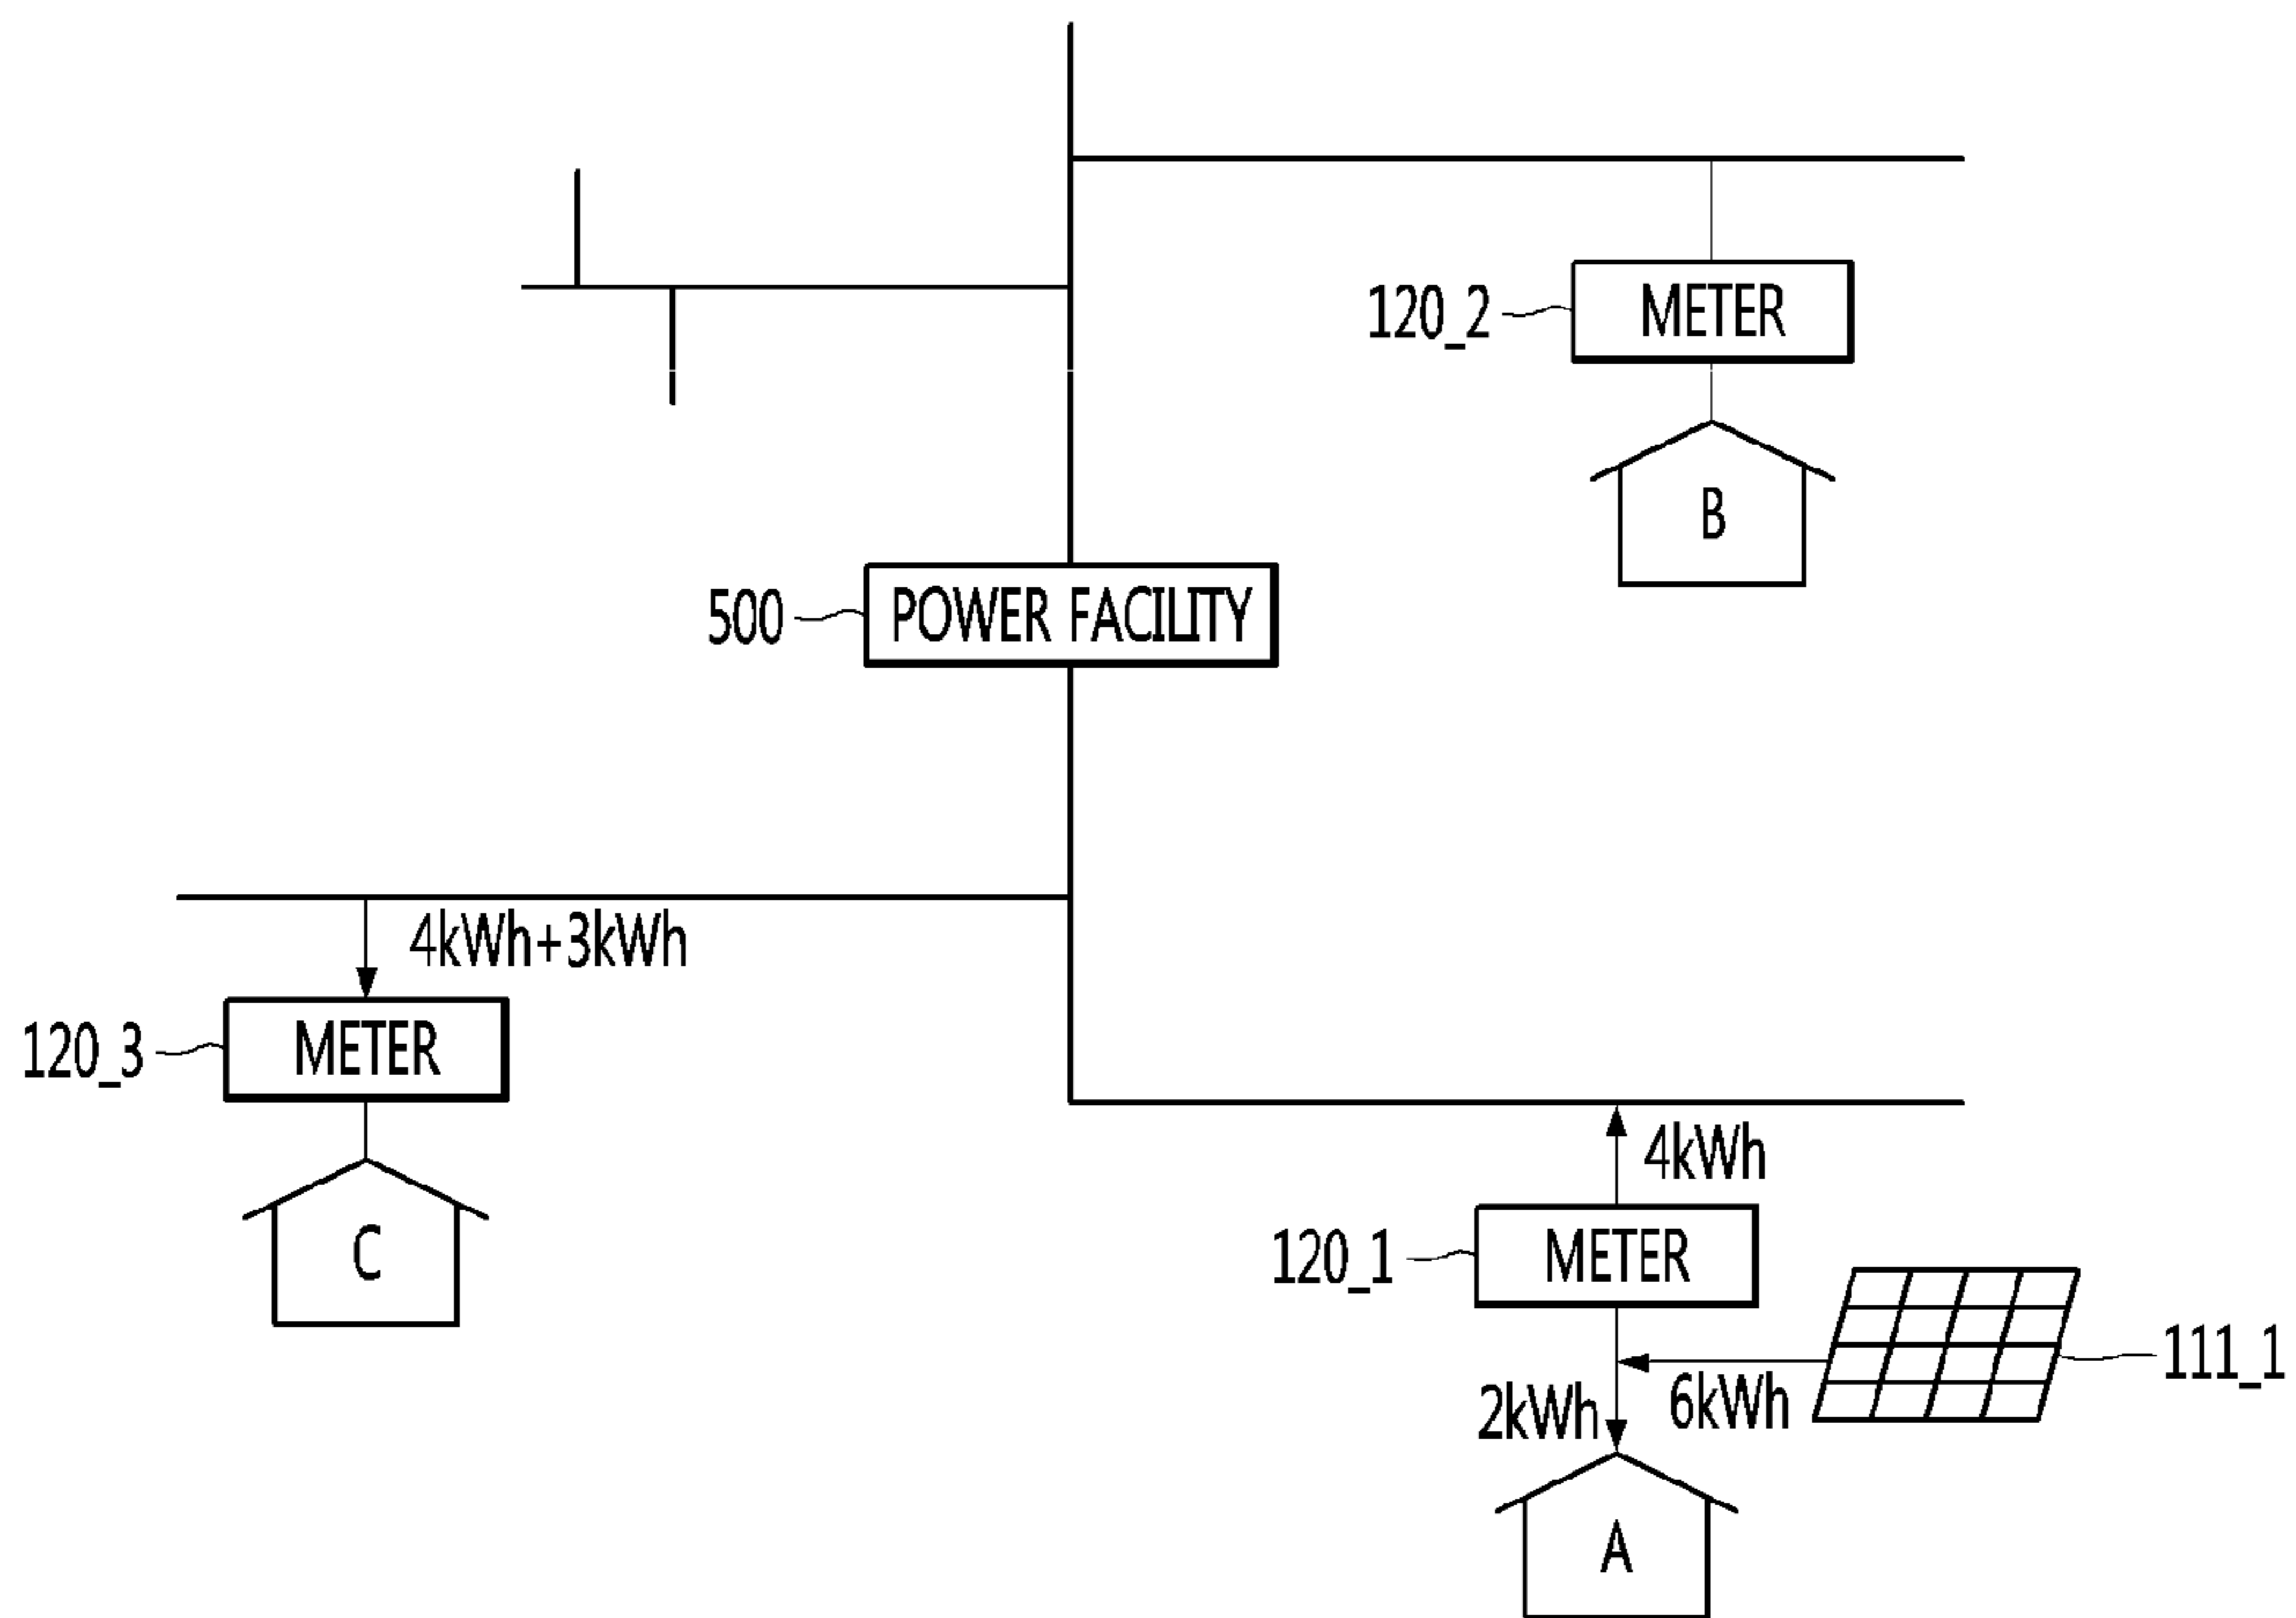 120_2
METER
B
500
POWER FACILITY
4kWh+3kWh
120_3
METER
C
4kWh
120_1
METER
111_1
2kWh
6kWh
A